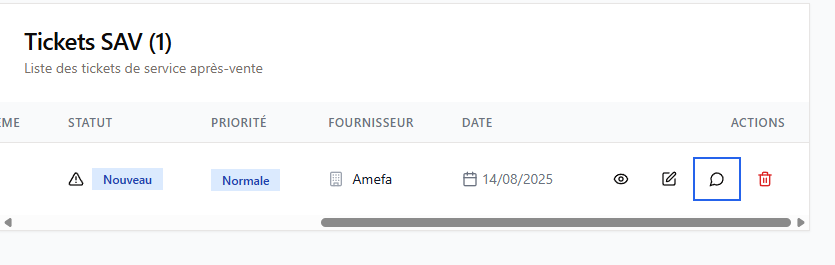 Tickets SAV (1)
Liste des tickets de service après-vente
ÈME STATUT PRIORITÉ FOURNISSEUR DATE ACTIONS
Nouveau Normale Amefa 14/08/2025